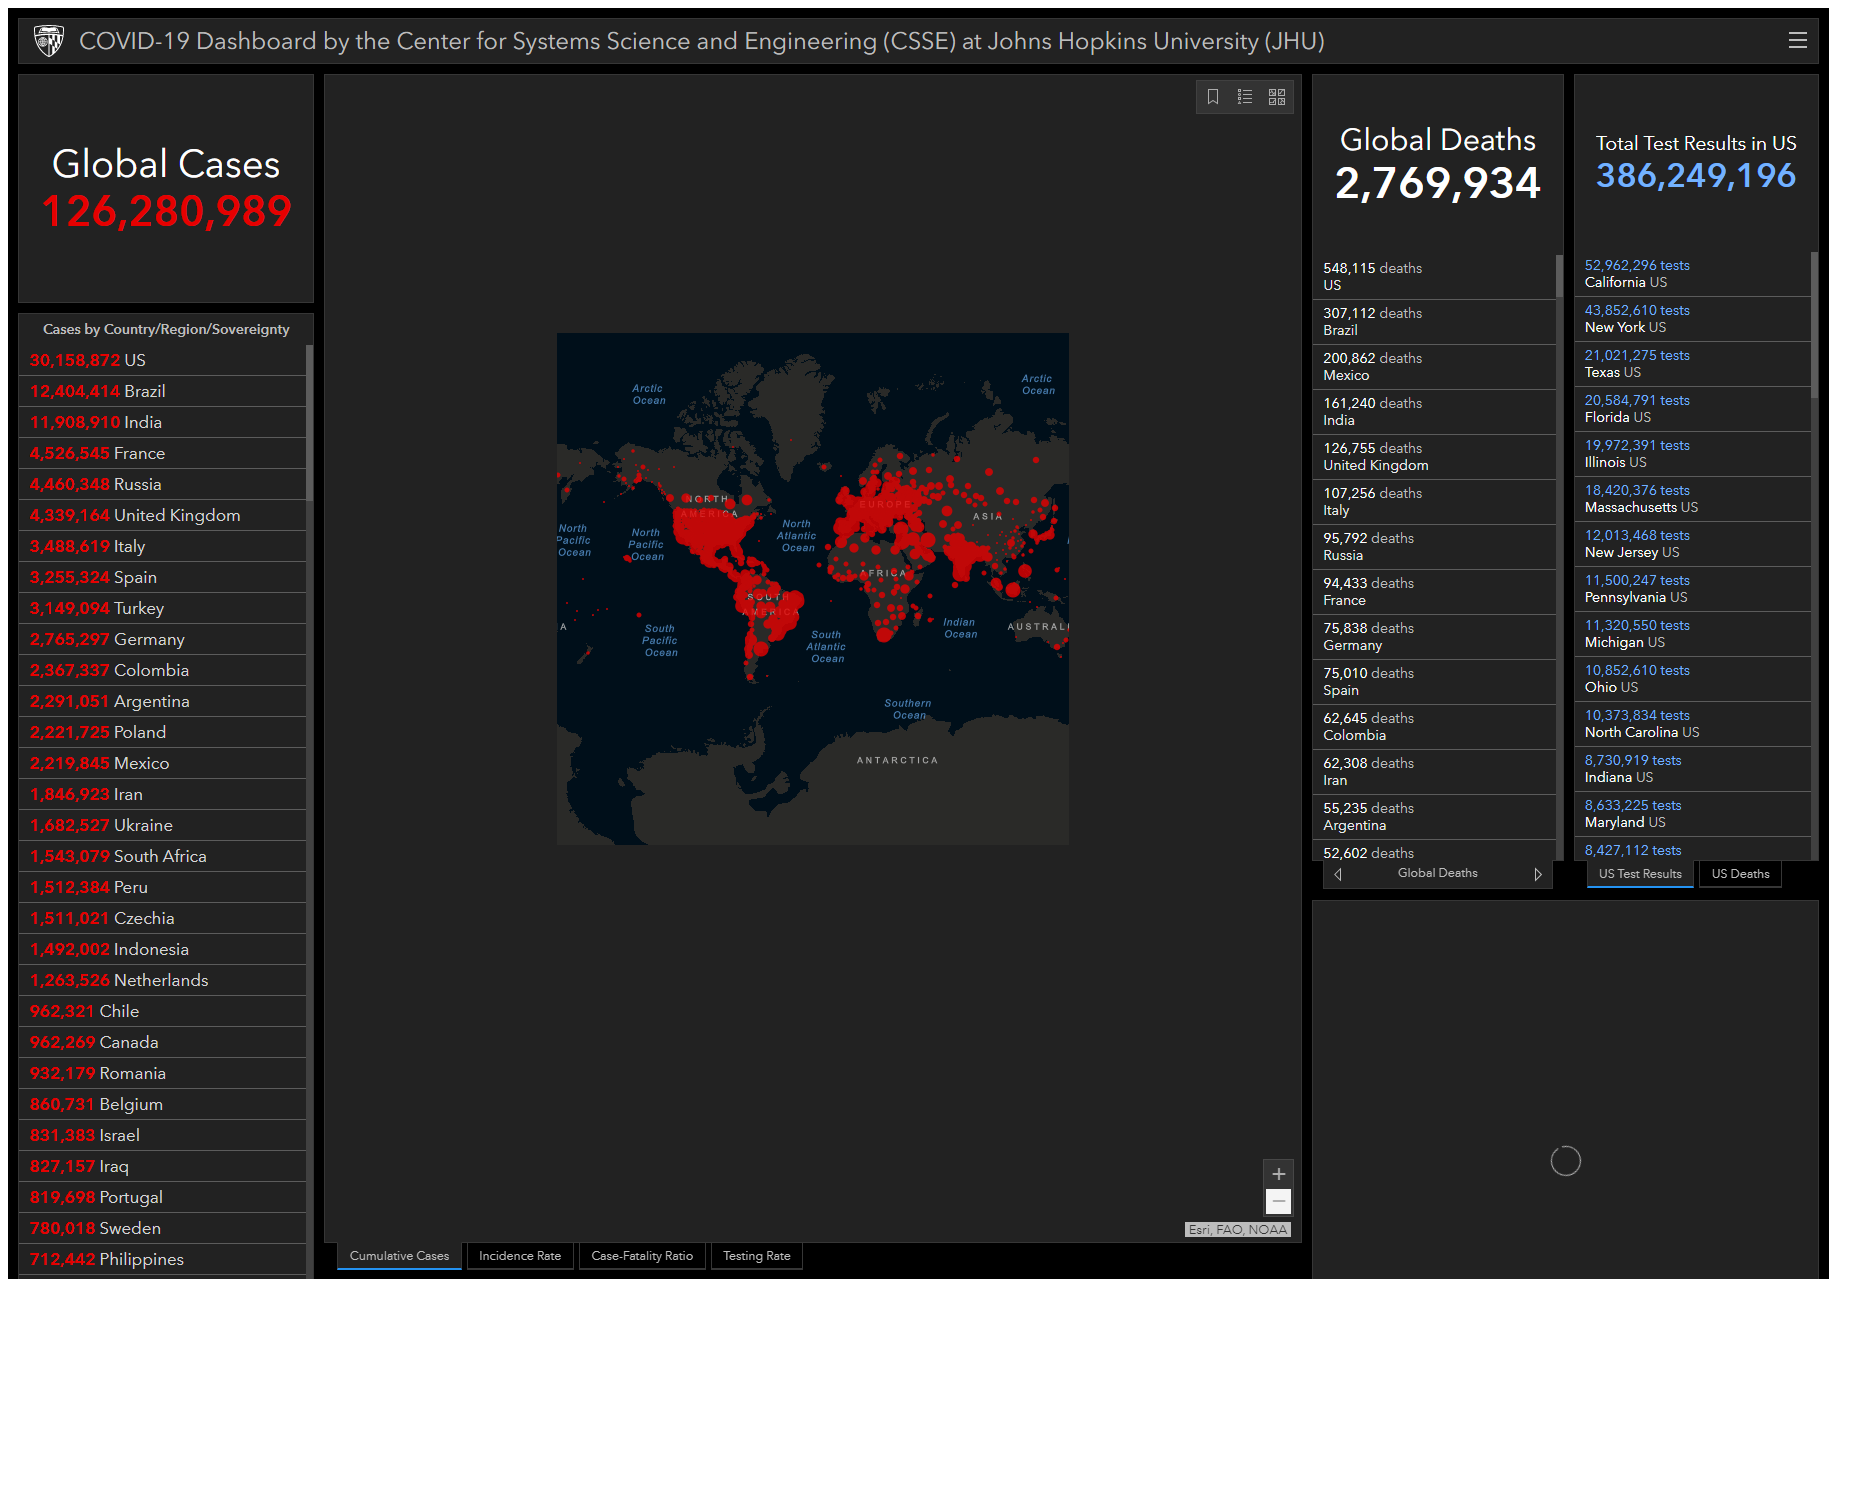 COVID-19 Dashboard by the Center for Systems Science and Engineering (CSSE) at Johns Hopkins University (JHU)
Global Cases
126,280,989
Cases by Country/Region/Sovereignty
30,158,872 US
12,404,414 Brazil
11,908,910 India
4,526,545 France
4,460,348 Russia
4,339,164 United Kingdom
3,488,619 Italy
3,255,324 Spain
3,149,094 Turkey
2,765,297 Germany
2,367,337 Colombia
2,291,051 Argentina
2,221,725 Poland
2,219,845 Mexico
1,846,923 Iran
1,682,527 Ukraine
1,543,079 South Africa
1,512,384 Peru
1,511,021 Czechia
1,492,002 Indonesia
1,263,526 Netherlands
962,321 Chile
962,269 Canada
932,179 Romania
860,731 Belgium
831,383 Israel
827,157 Iraq
819,698 Portugal
780,018 Sweden
712,442 Philippines
Arctic
Ocean
Arctic
Ocean
NORTH
AMERICA
EUROPE
ASIA
North
Pacific
Ocean
North
Pacific
Ocean
North
Atlantic
Ocean
AFRICA
SOUTH
AMERICA
A
South
Pacific
Ocean
South
Atlantic
Ocean
Indian
Ocean
AUSTRAL
Southern
Ocean
ANTARCTICA
+
−
Esri, FAO, NOAA
Cumulative Cases
Incidence Rate
Case-Fatality Ratio
Testing Rate
Global Deaths
2,769,934
548,115 deaths
US
307,112 deaths
Brazil
200,862 deaths
Mexico
161,240 deaths
India
126,755 deaths
United Kingdom
107,256 deaths
Italy
95,792 deaths
Russia
94,433 deaths
France
75,838 deaths
Germany
75,010 deaths
Spain
62,645 deaths
Colombia
62,308 deaths
Iran
55,235 deaths
Argentina
52,602 deaths
Global Deaths
Total Test Results in US
386,249,196
52,962,296 tests
California US
43,852,610 tests
New York US
21,021,275 tests
Texas US
20,584,791 tests
Florida US
19,972,391 tests
Illinois US
18,420,376 tests
Massachusetts US
12,013,468 tests
New Jersey US
11,500,247 tests
Pennsylvania US
11,320,550 tests
Michigan US
10,852,610 tests
Ohio US
10,373,834 tests
North Carolina US
8,730,919 tests
Indiana US
8,633,225 tests
Maryland US
8,427,112 tests
US Test Results
US Deaths